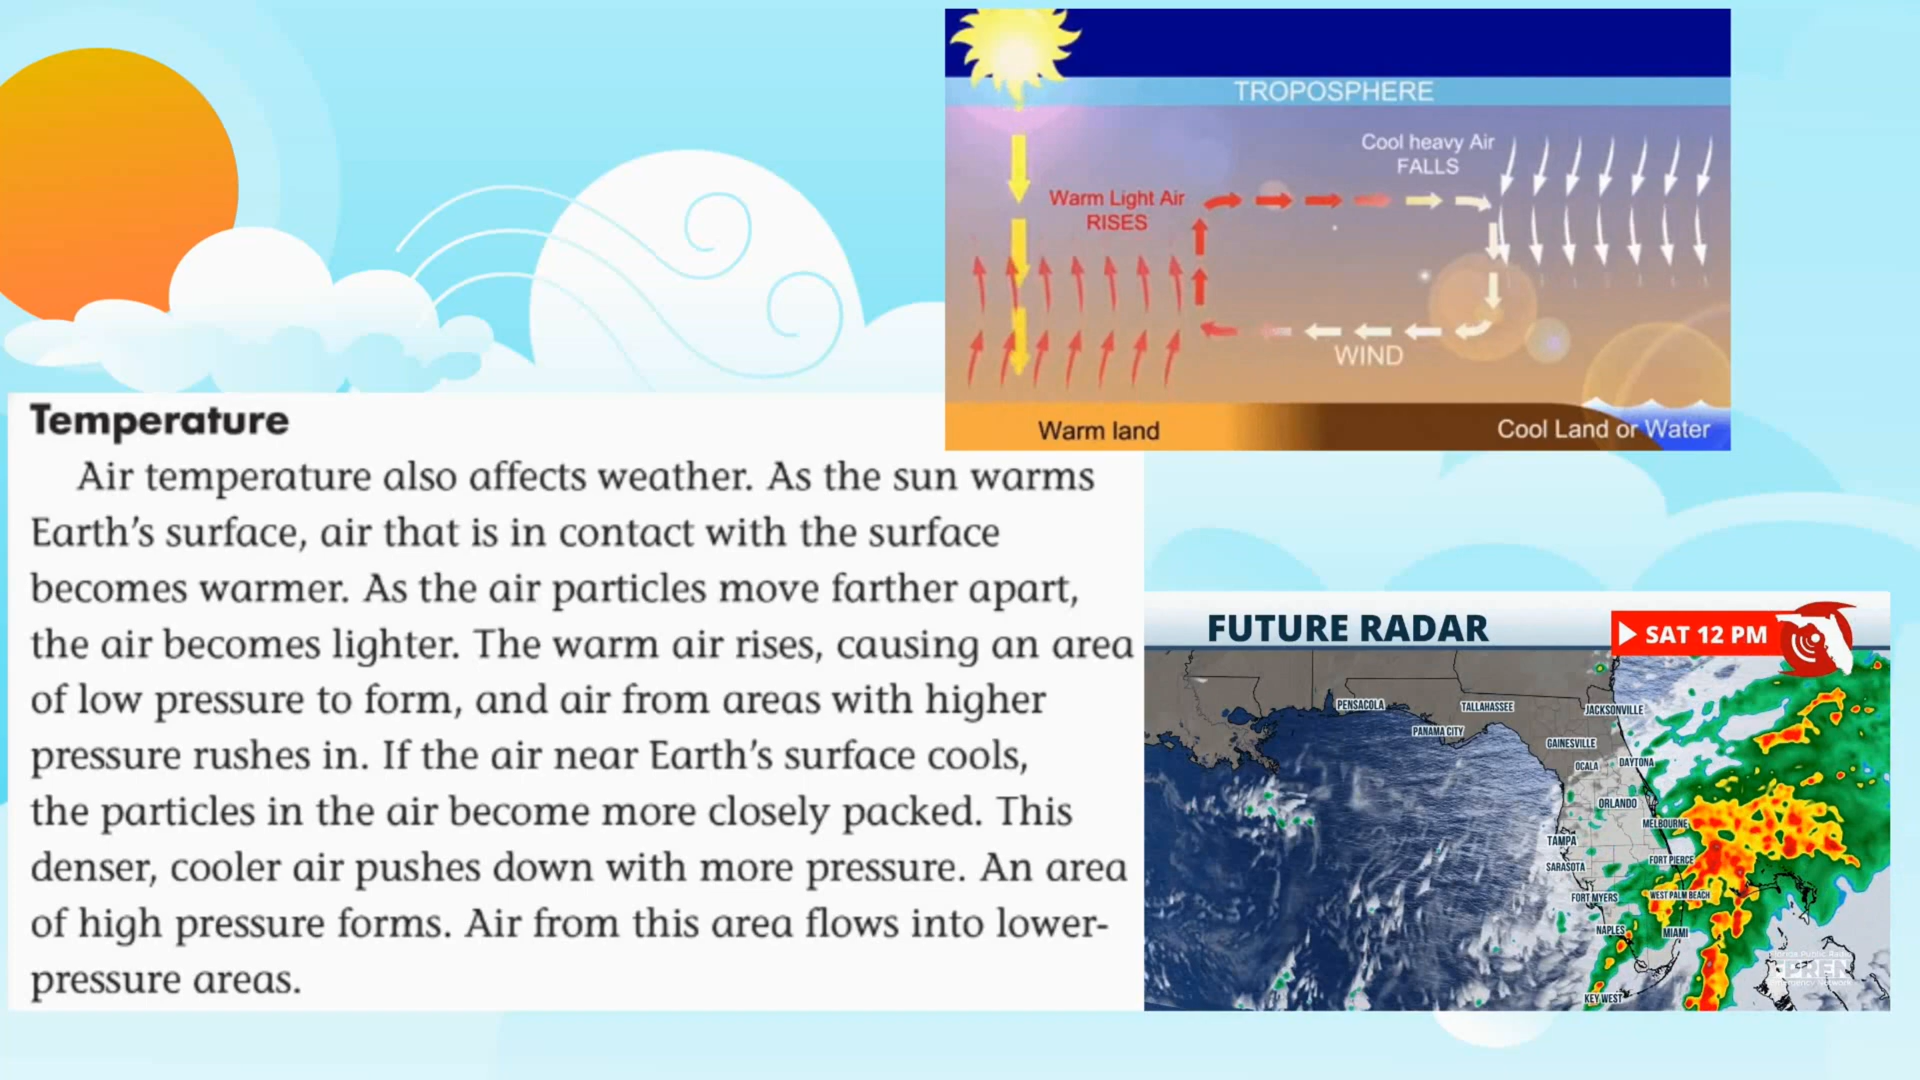 TROPOSPHERE
Cool heavy Air
FALLS
Warm Light Air
RISES
WIND
Warm land
Cool Land or Water
Temperature
Air temperature also affects weather. As the sun warms
Earth's surface, air that is in contact with the surface
becomes warmer. As the air particles move farther apart,
the air becomes lighter. The warm air rises, causing an area
of low pressure to form, and air from areas with higher
pressure rushes in. If the air near Earth's surface cools,
the particles in the air become more closely packed. This
denser, cooler air pushes down with more pressure. An area
of high pressure forms. Air from this area flows into lower-
pressure areas.
FUTURE RADAR
SAT 12 PM
PENSACOLA
TALLAHASSEE
JACKSONVILLE
PANAMA CITY
GAINESVILLE
OCALA
DAYTONA
ORLANDO
MELBOURNE
TAMPA
FORT PIERCE
SARASOTA
FORT MYERS
WEST PALM BEACH
NAPLES
MIAMI
KEY WEST
FPREN